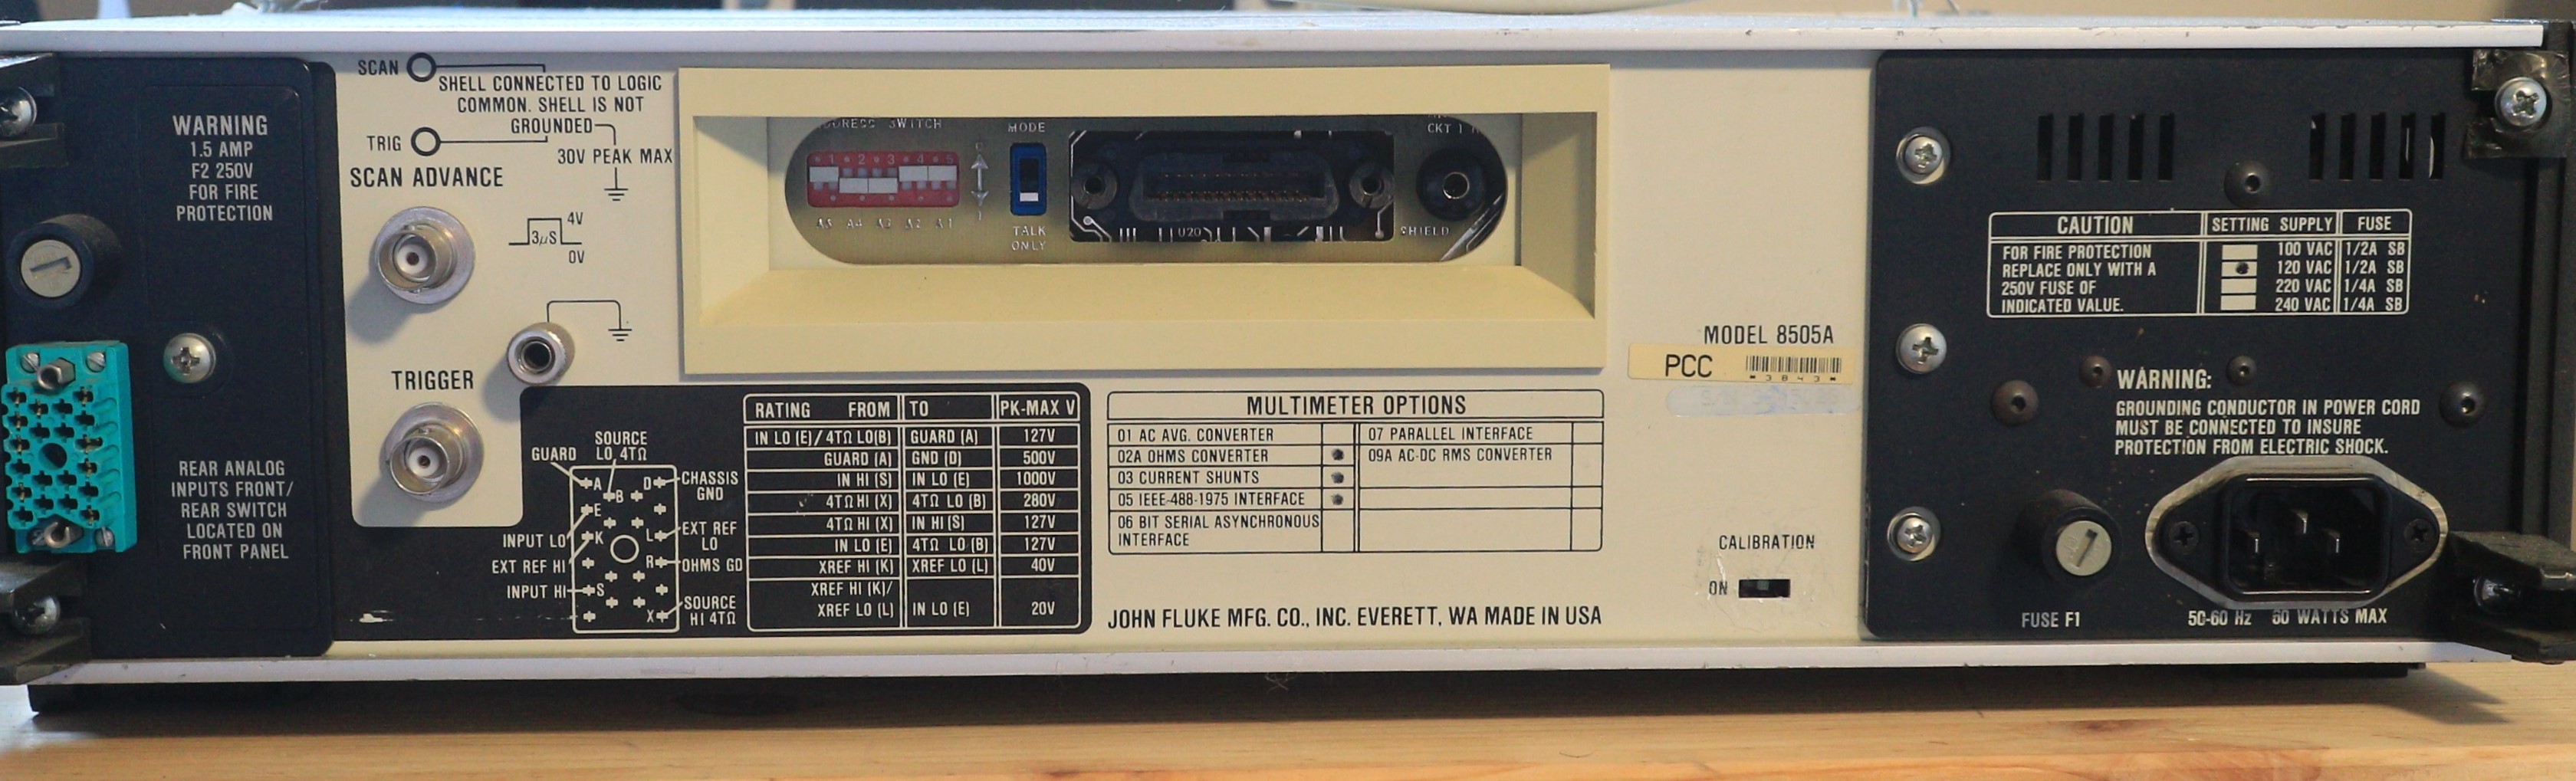 WARNING
1.5 AMP
F2 250V
FOR FIRE
PROTECTION
REAR ANALOG
INPUTS FRONT/
REAR SWITCH
LOCATED ON
FRONT PANEL
SCAN
SHELL CONNECTED TO LOGIC
COMMON. SHELL IS NOT
GROUNDED
TRIG
30V PEAK MAX
SCAN ADVANCE
4V
3µS
0V
TRIGGER
SWITCH
1 2 3 4 5
A5 A4 A3 A2 A1
MODE
TALK
ONLY
U20
CKT
SHIELD
GUARD
SOURCE
LO 4TΩ
A
B
D
CHASSIS
GND
E
INPUT LO
K
L
EXT REF
LO
EXT REF HI
R
OHMS GD
INPUT HI
S
X
SOURCE
HI 4TΩ
RATING FROM TO PK-MAX V
IN LO (E)/4TΩ LO(B) GUARD (A) 127V
GUARD (A) GND (D) 500V
IN HI (S) IN LO (E) 1000V
4TΩ HI (X) 4TΩ LO (B) 280V
4TΩ HI (X) IN HI (S) 127V
IN LO (E) 4TΩ LO (B) 127V
XREF HI (K) XREF LO (L) 40V
XREF HI (K)/
XREF LO (L) IN LO (E) 20V
MULTIMETER OPTIONS
01 AC AVG. CONVERTER 07 PARALLEL INTERFACE
02A OHMS CONVERTER 09A AC-DC RMS CONVERTER
03 CURRENT SHUNTS
05 IEEE-488-1975 INTERFACE
06 BIT SERIAL ASYNCHRONOUS
INTERFACE
JOHN FLUKE MFG. CO., INC. EVERETT, WA MADE IN USA
MODEL 8505A
PCC
*3843*
CALIBRATION
ON
CAUTION SETTING SUPPLY FUSE
FOR FIRE PROTECTION 100 VAC 1/2A SB
REPLACE ONLY WITH A 120 VAC 1/2A SB
250V FUSE OF 220 VAC 1/4A SB
INDICATED VALUE. 240 VAC 1/4A SB
WARNING:
GROUNDING CONDUCTOR IN POWER CORD
MUST BE CONNECTED TO INSURE
PROTECTION FROM ELECTRIC SHOCK.
FUSE F1
50-60 Hz 60 WATTS MAX